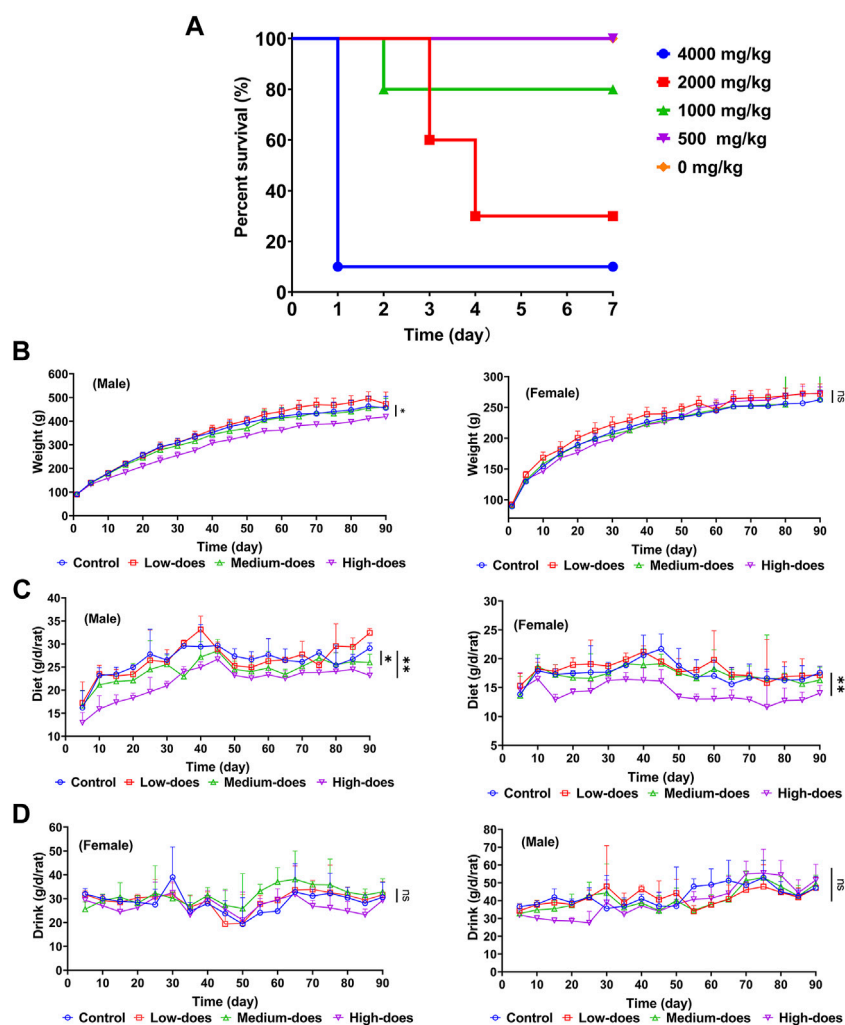 A
Percent survival (%)
100
80
60
40
20
0
0 1 2 3 4 5 6 7
Time (day)
4000 mg/kg
2000 mg/kg
1000 mg/kg
500 mg/kg
0 mg/kg
B
(Male)
Weight (g)
600
500
400
300
200
100
0
0 10 20 30 40 50 60 70 80 90
Time (day)
*
Control Low-does Medium-does High-does
(Female)
Weight (g)
300
250
200
150
100
0 10 20 30 40 50 60 70 80 90
Time (day)
ns
Control Low-does Medium-does High-does
C
(Male)
Diet (g/d/rat)
40
35
30
25
20
15
10
0 10 20 30 40 50 60 70 80 90
Time (day)
*
**
Control Low-does Medium-does High-does
(Female)
Diet (g/d/rat)
30
25
20
15
10
5
0 10 20 30 40 50 60 70 80 90
Time (day)
**
Control Low-does Medium-does High-does
D
(Female)
Drink (g/d/rat)
60
50
40
30
20
10
0
0 10 20 30 40 50 60 70 80 90
Time (day)
ns
Control Low-does Medium-does High-does
(Male)
Drink (g/d/rat)
80
70
60
50
40
30
20
10
0
0 10 20 30 40 50 60 70 80 90
Time (day)
ns
Control Low-does Medium-does High-does